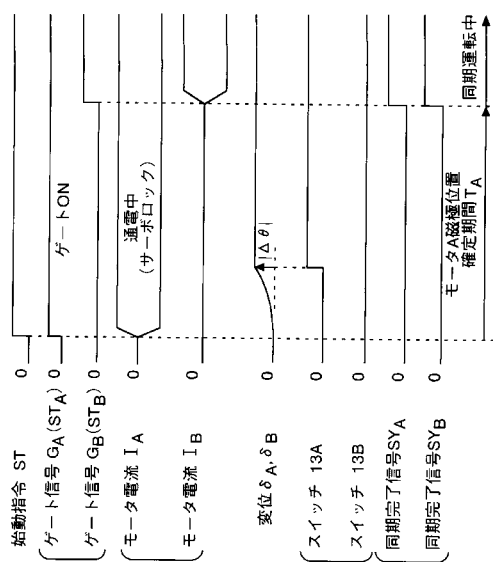 始動指令 ST
0
ゲート信号 GA(STA)
0
ゲートON
ゲート信号 GB(STB)
0
モータ電流 IA
0
通電中
(サーボロック)
モータ電流 IB
0
変位δA,δB
0
|Δθ|
スイッチ 13A
0
スイッチ 13B
0
同期完了信号SYA
0
同期完了信号SYB
0
モータA磁極位置
確定期間TA
同期運転中